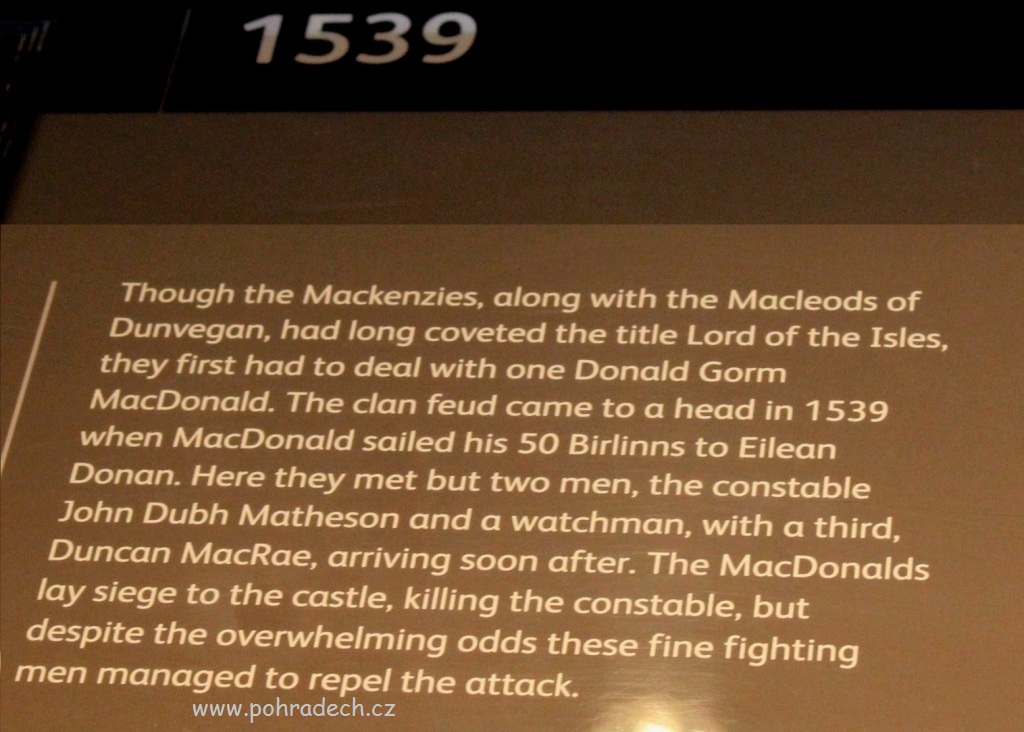 1539
Though the Mackenzies, along with the Macleods of
Dunvegan, had long coveted the title Lord of the Isles,
they first had to deal with one Donald Gorm
MacDonald. The clan feud came to a head in 1539
when MacDonald sailed his 50 Birlinns to Eilean
Donan. Here they met but two men, the constable
John Dubh Matheson and a watchman, with a third,
Duncan MacRae, arriving soon after. The MacDonalds
lay siege to the castle, killing the constable, but
despite the overwhelming odds these fine fighting
men managed to repel the attack.
www.pohradech.cz